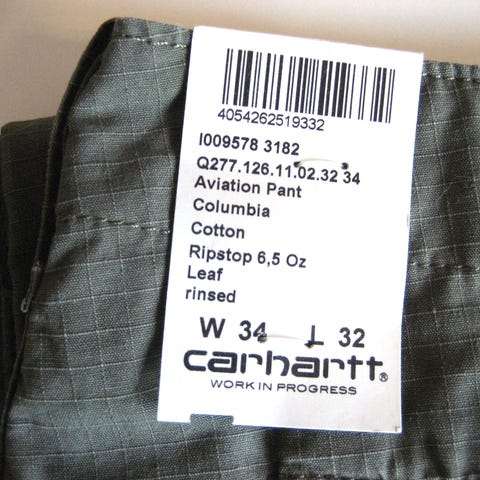 4054262519332
I009578 3182
Q277.126.11.02.32 34
Aviation Pant
Columbia
Cotton
Ripstop 6,5 Oz
Leaf
rinsed
W 34 L 32
carhartt®
WORK IN PROGRESS